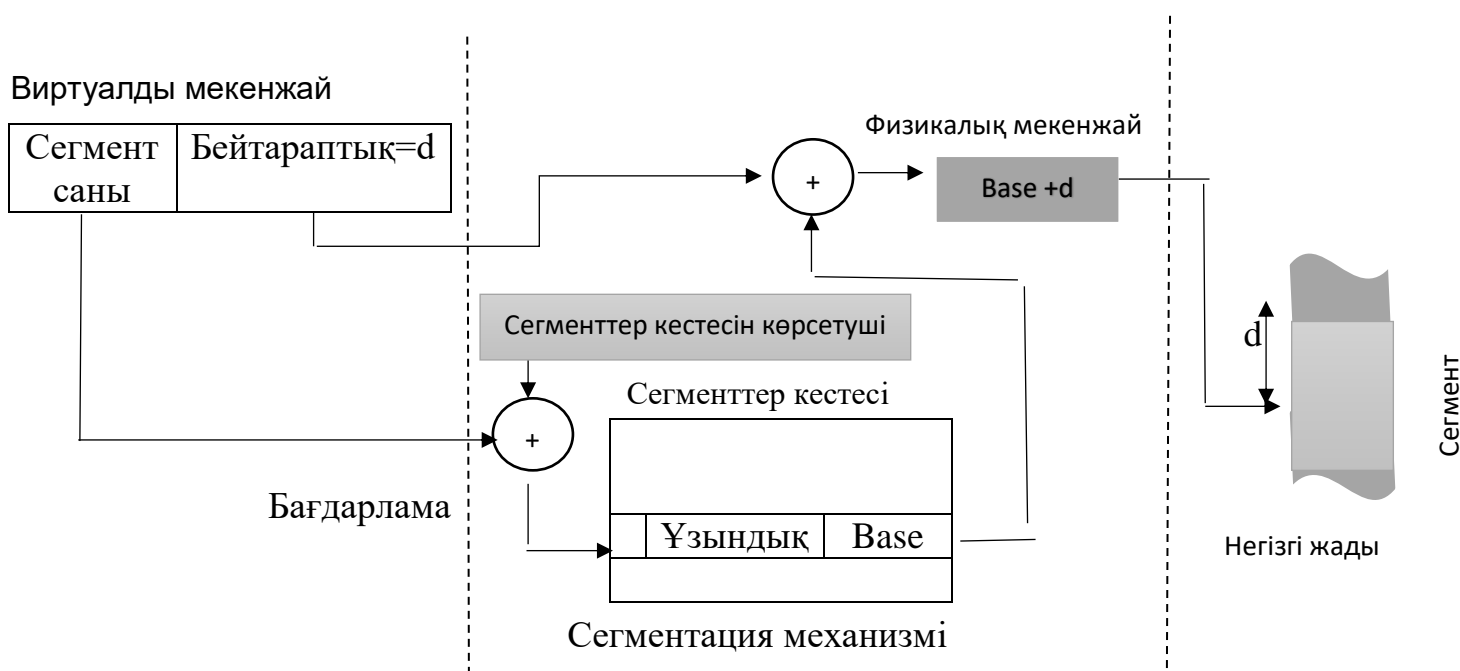 Виртуалды мекенжай
Сегмент
саны
Бейтараптық=d
Физикалық мекенжай
+
Base +d
Сегменттер кестесін көрсетуші
d
Сегменттер кестесі
+
Сегмент
Бағдарлама
Ұзындық
Base
Негізгі жады
Сегментация механизмі